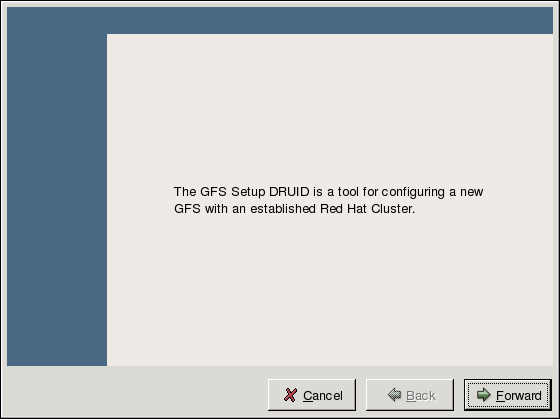 The GFS Setup DRUID is a tool for configuring a new
GFS with an established Red Hat Cluster.
Cancel
Back
Forward